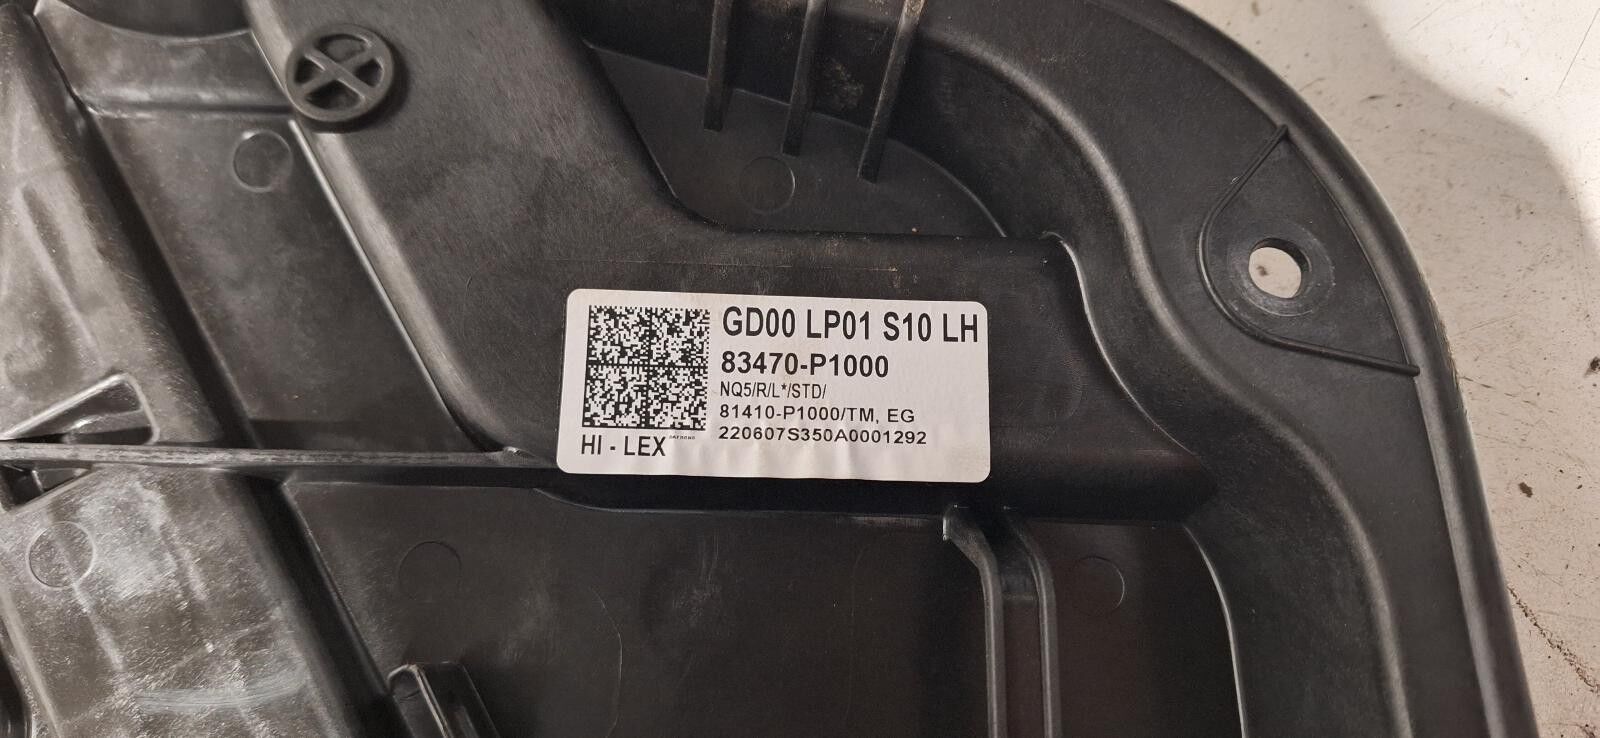 GD00 LP01 S10 LH
83470-P1000
NQ5/R/L*/STD/
81410-P1000/TM, EG
220607S350A0001292
HI - LEX